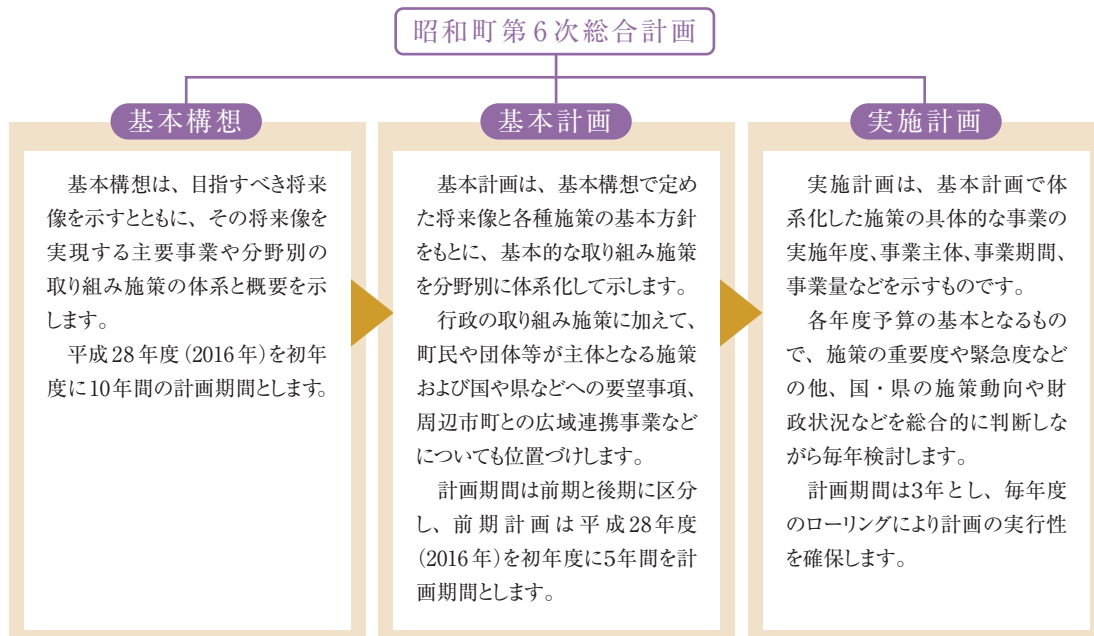 昭和町第6次総合計画
基本構想
基本構想は、目指すべき将来
像を示すとともに、その将来像を
実現する主要事業や分野別の
取り組み施策の体系と概要を示
します。
平成28年度(2016年)を初年
度に10年間の計画期間とします。
基本計画
基本計画は、基本構想で定め
た将来像と各種施策の基本方針
をもとに、基本的な取り組み施策
を分野別に体系化して示します。
行政の取り組み施策に加えて、
町民や団体等が主体となる施策
および国や県などへの要望事項、
周辺市町との広域連携事業など
についても位置づけします。
計画期間は前期と後期に区分
し、前期計画は平成28年度
(2016年)を初年度に5年間を計
画期間とします。
実施計画
実施計画は、基本計画で体
系化した施策の具体的な事業の
実施年度、事業主体、事業期間、
事業量などを示すものです。
各年度予算の基本となるもの
で、施策の重要度や緊急度など
の他、国・県の施策動向や財
政状況などを総合的に判断しな
がら毎年検討します。
計画期間は3年とし、毎年度
のローリングにより計画の実行性
を確保します。